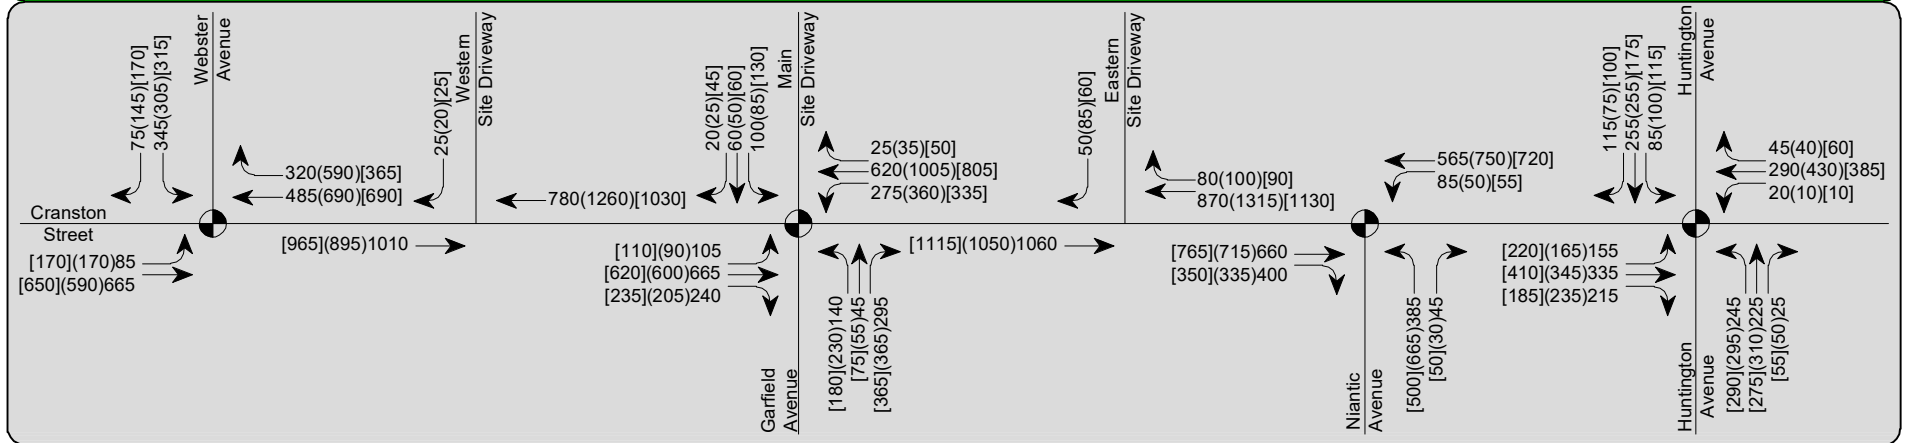 75(145)[170]
345(305)[315]
Webster
Avenue
320(590)[365]
485(690)[690]
Cranston
Street
[170](170)85
[650](590)665
25(20)[25]
Western
Site Driveway
[965](895)1010
780(1260)[1030]
20(25)[45]
60(50)[60]
100(85)[130]
Main
Site Driveway
25(35)[50]
620(1005)[805]
275(360)[335]
[110](90)105
[620](600)665
[235](205)240
[180](230)140
[75](55)45
[365](365)295
Garfield
Avenue
[1115](1050)1060
50(85)[60]
Eastern
Site Driveway
80(100)[90]
870(1315)[1130]
565(750)[720]
85(50)[55]
[765](715)660
[350](335)400
[500](665)385
[50](30)45
Niantic
Avenue
115(75)[100]
255(255)[175]
85(100)[115]
Huntington
Avenue
45(40)[60]
290(430)[385]
20(10)[10]
[220](165)155
[410](345)335
[185](235)215
[290](295)245
[275](310)225
[55](50)25
Huntington
Avenue